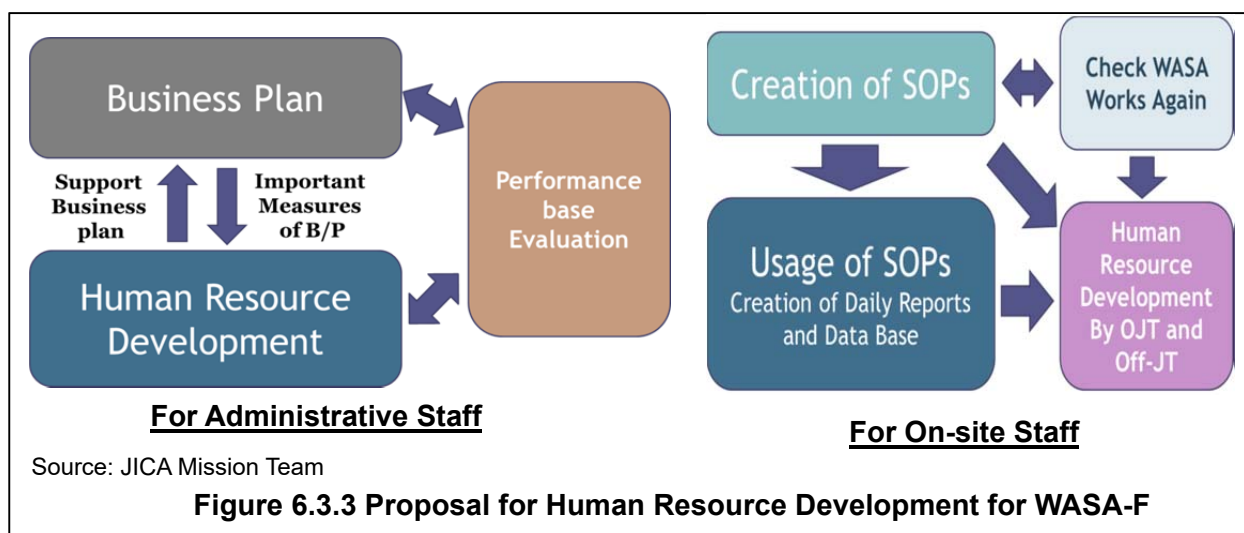 Business Plan
Support
Business
plan
Important
Measures
of B/P
Human Resource
Development
Performance
base
Evaluation
For Administrative Staff
Creation of SOPs
Check WASA
Works Again
Usage of SOPs
Creation of Daily Reports
and Data Base
Human
Resource
Development
By OJT and
Off-JT
For On-site Staff
Source: JICA Mission Team
Figure 6.3.3 Proposal for Human Resource Development for WASA-F